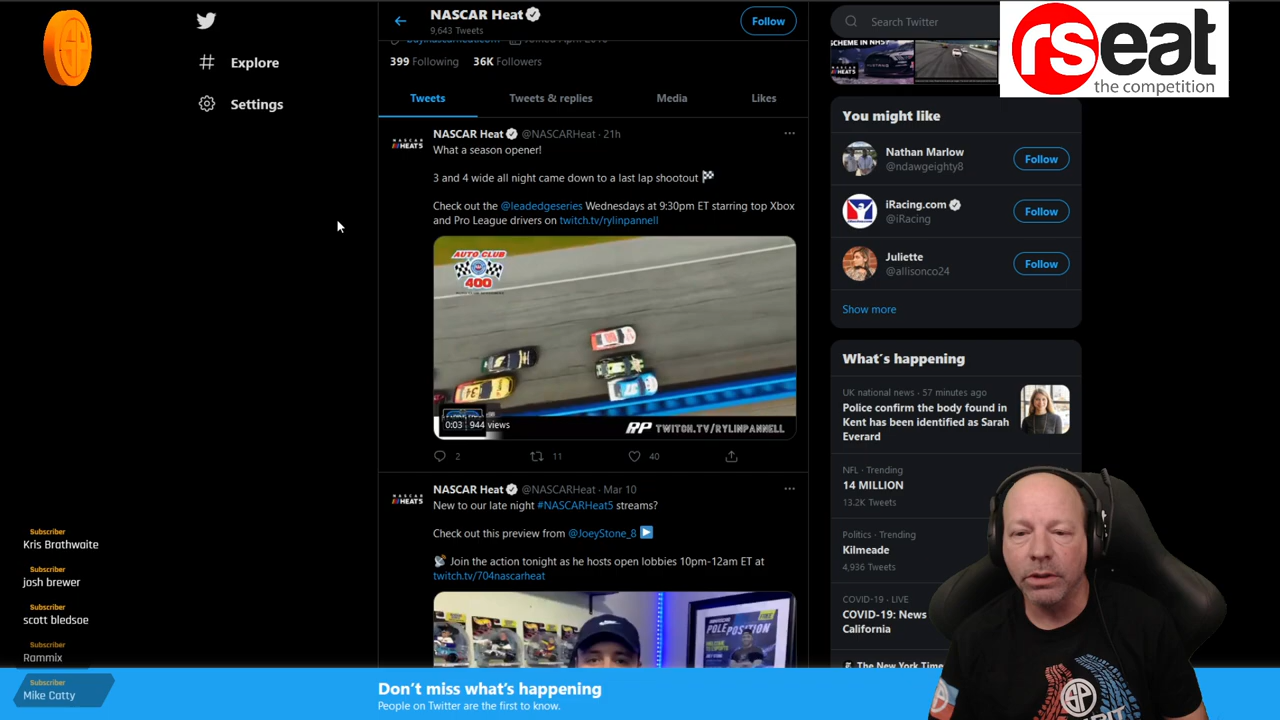 NASCAR Heat
9,643 Tweets
Follow
Search Twitter
rseat
the competition
Explore
Settings
399 Following 36K Followers
Tweets
Tweets & replies
Media
Likes
NASCAR Heat @NASCARHeat · 21h
What a season opener!
3 and 4 wide all night came down to a last lap shootout
Check out the @leadedgeseries Wednesdays at 9:30pm ET starring top Xbox
and Pro League drivers on twitch.tv/rylinpannell
AUTO CLUB
400
0:03 944 views
RP TWITCH.TV/RYLINPANNELL
2
11
40
NASCAR Heat @NASCARHeat · Mar 10
New to our late night #NASCARHeat5 streams?
Check out this preview from @JoeyStone_8
Join the action tonight as he hosts open lobbies 10pm-12am ET at
twitch.tv/704nascarheat
POLE POSITION
You might like
Nathan Marlow
@ndawgeighty8
Follow
iRacing.com
@iRacing
Follow
Juliette
@allisonco24
Follow
Show more
What's happening
UK national news · 57 minutes ago
Police confirm the body found in
Kent has been identified as Sarah
Everard
NFL · Trending
14 MILLION
13.2K Tweets
Politics · Trending
Kilmeade
4,936 Tweets
COVID-19 · LIVE
COVID-19: News
California
The New York Time
Subscriber
Kris Brathwaite
Subscriber
josh brewer
Subscriber
scott bledsoe
Subscriber
Rammix
Subscriber
Mike Catty
Don't miss what's happening
People on Twitter are the first to know.